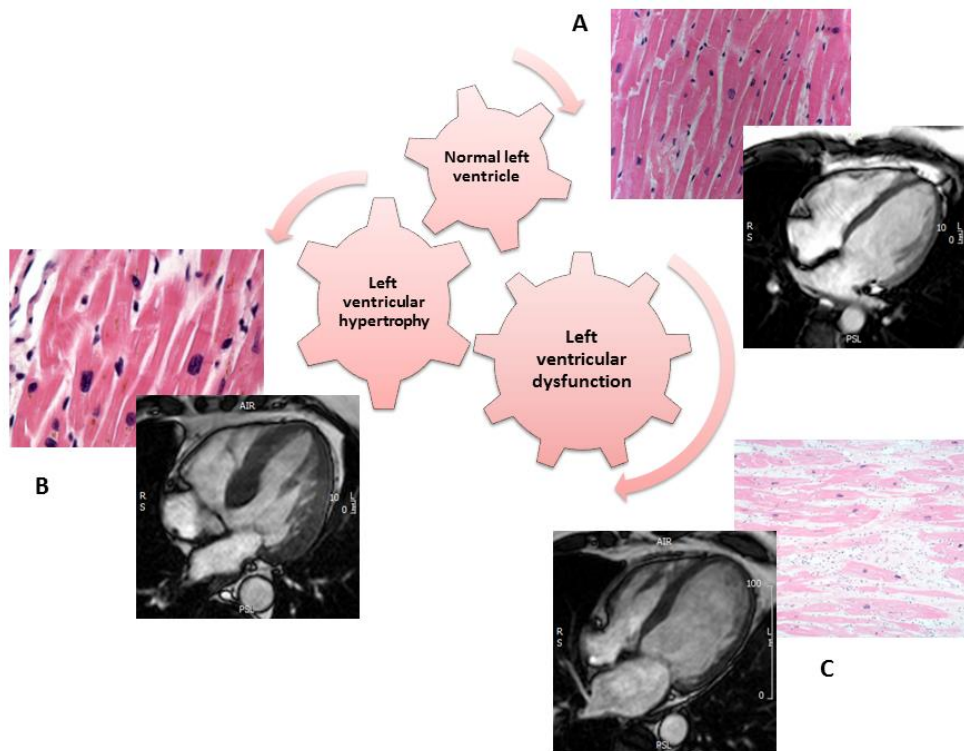 A
Normal left
ventricle
R
S
10
0
L
PSL
Left
ventricular
hypertrophy
Left
ventricular
dysfunction
B
AIR
R
S
10
0
L
PSL
AIR
R
S
100
0
L
PSL
C